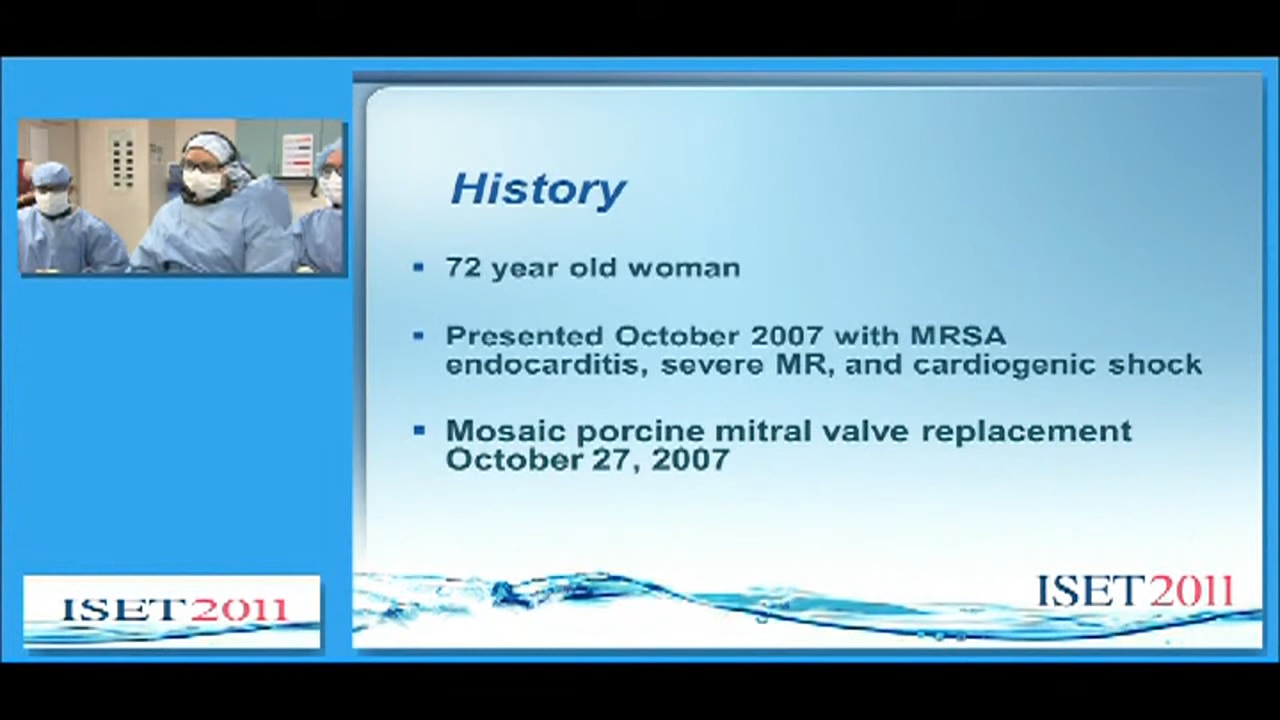 History
▪ 72 year old woman
▪ Presented October 2007 with MRSA
endocarditis, severe MR, and cardiogenic shock
▪ Mosaic porcine mitral valve replacement
October 27, 2007
ISET2011
ISET2011